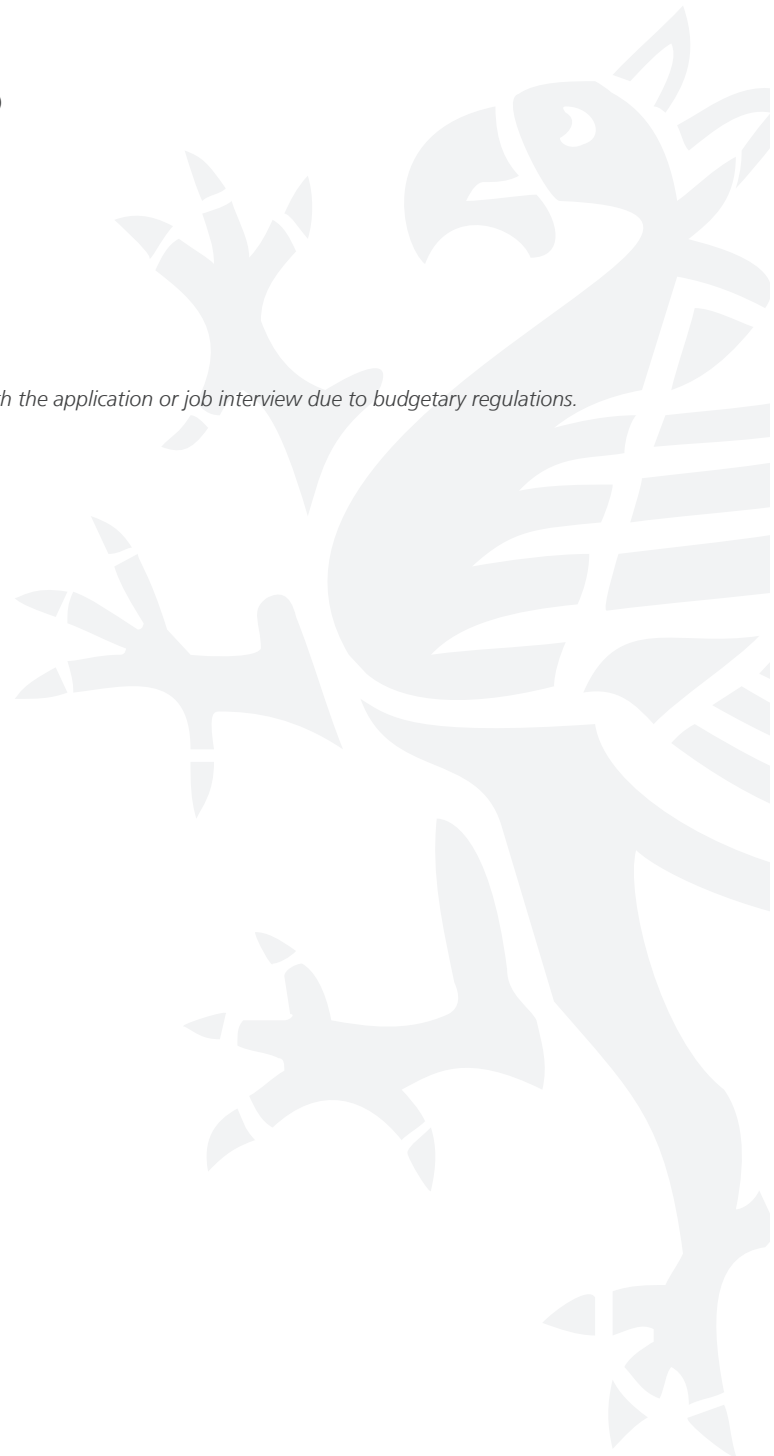 the application or job interview due to budgetary regulations.